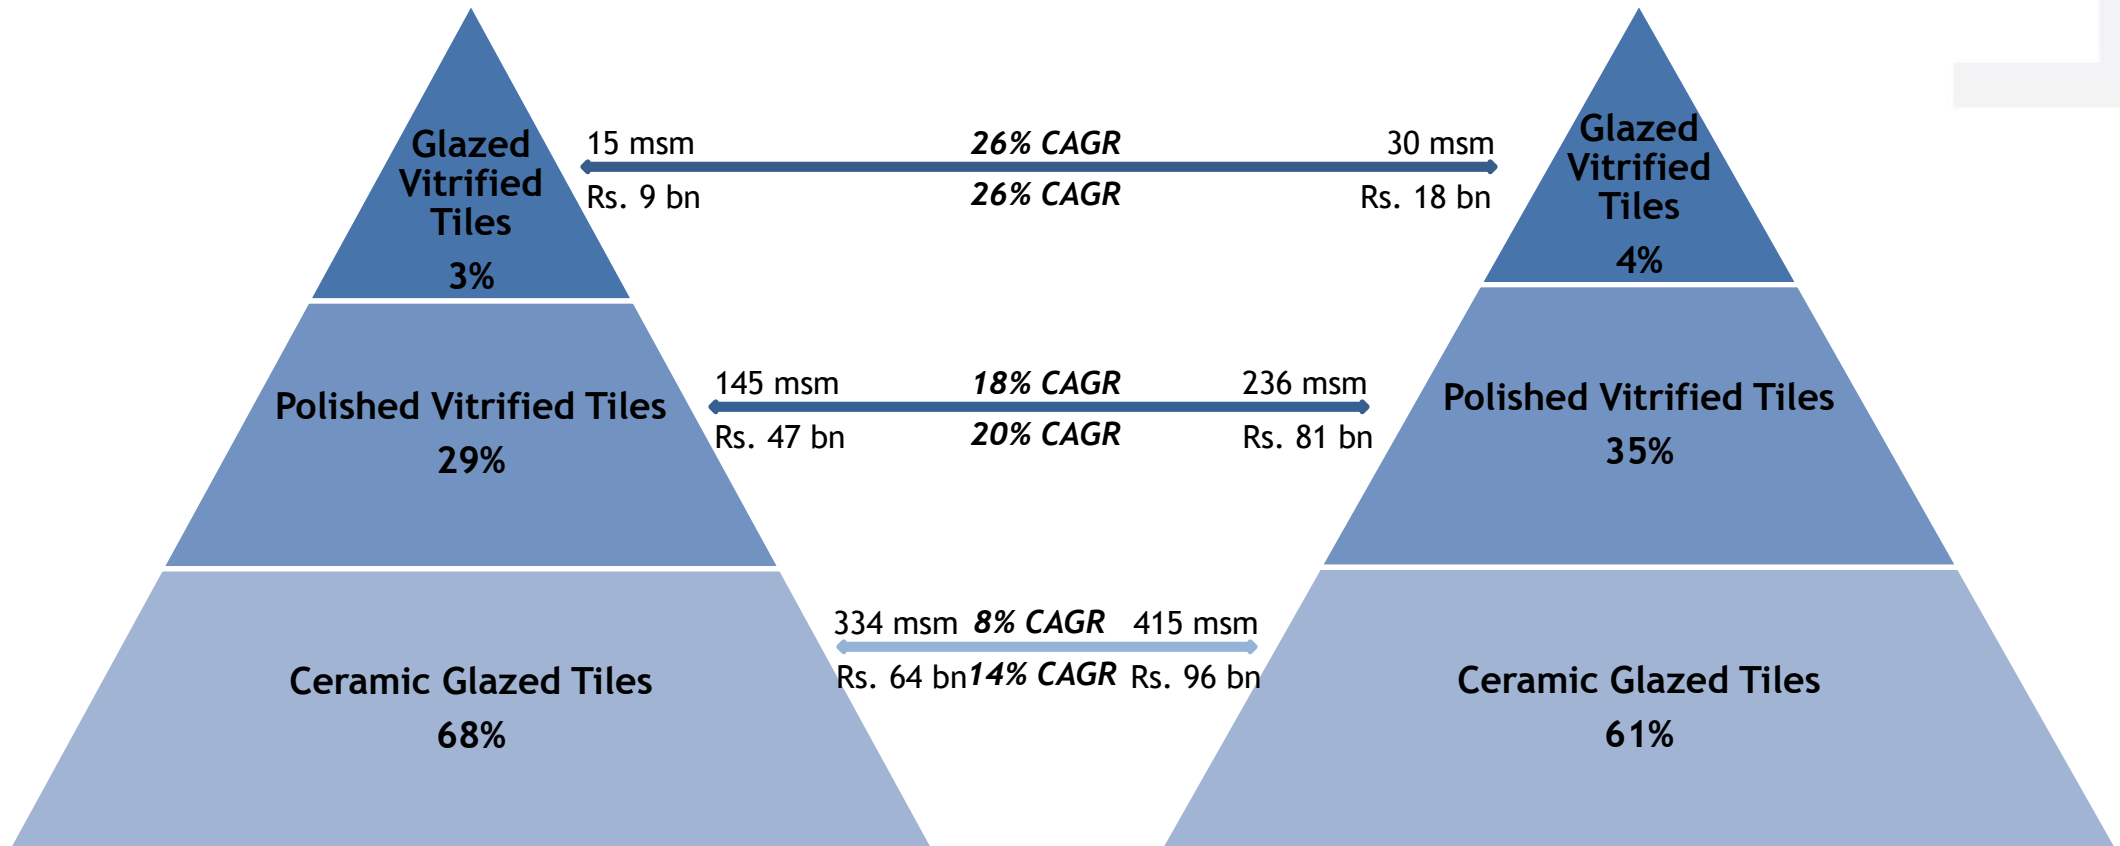 Glazed
Vitrified
Tiles
3%
Polished Vitrified Tiles
29%
Ceramic Glazed Tiles
68%
15 msm 26% CAGR 30 msm
Rs. 9 bn 26% CAGR Rs. 18 bn
145 msm 18% CAGR 236 msm
Rs. 47 bn 20% CAGR Rs. 81 bn
334 msm 8% CAGR 415 msm
Rs. 64 bn 14% CAGR Rs. 96 bn
Glazed
Vitrified
Tiles
4%
Polished Vitrified Tiles
35%
Ceramic Glazed Tiles
61%